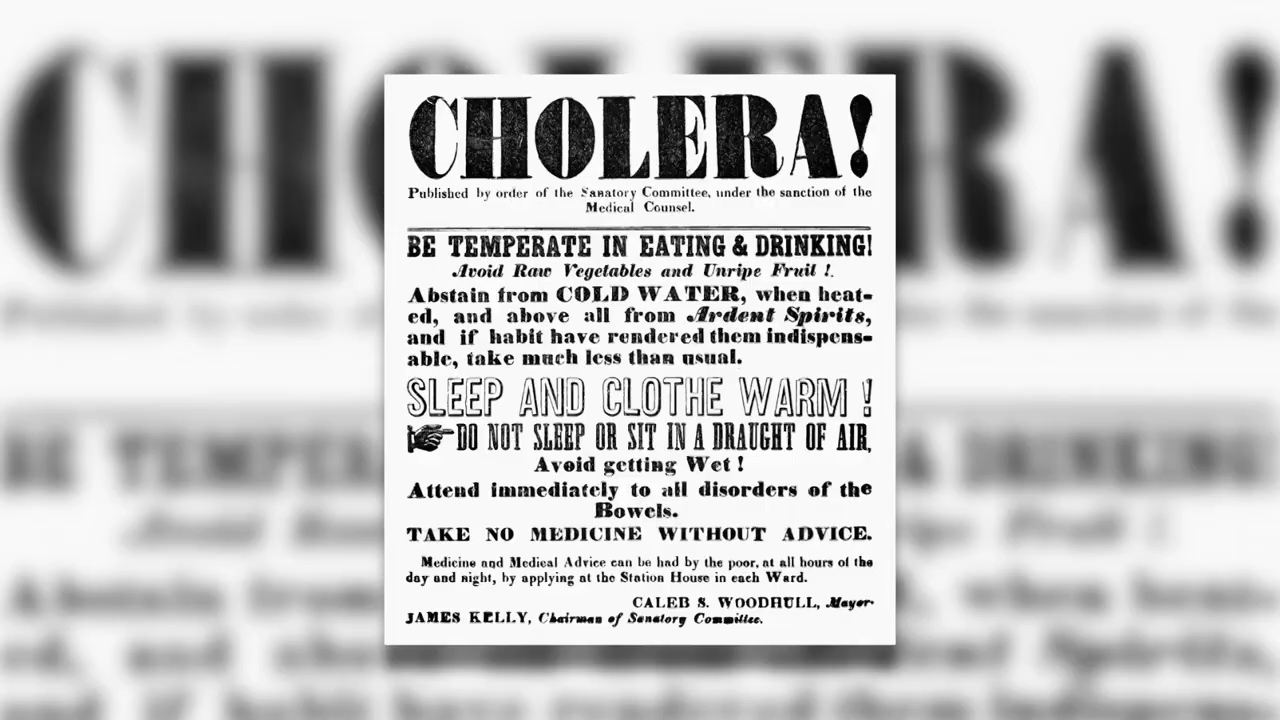 CHOLERA!
Published by order of the Sanatory Committee, under the sanction of the
Medical Counsel.
BE TEMPERATE IN EATING & DRINKING!
Avoid Raw Vegetables and Unripe Fruit !.
Abstain from COLD WATER, when heat-
ed, and above all from Ardent Spirits,
and if habit have rendered them indispens-
able, take much less than usual.
SLEEP AND CLOTHE WARM !
DO NOT SLEEP OR SIT IN A DRAUGHT OF AIR,
Avoid getting Wet !
Attend immediately to all disorders of the
Bowels.
TAKE NO MEDICINE WITHOUT ADVICE.
Medicine and Medical Advice can be had by the poor, at all hours of the
day and night, by applying at the Station House in each Ward.
CALEB S. WOODHULL, Mayor.
JAMES KELLY, Chairman of Sanatory Committee.